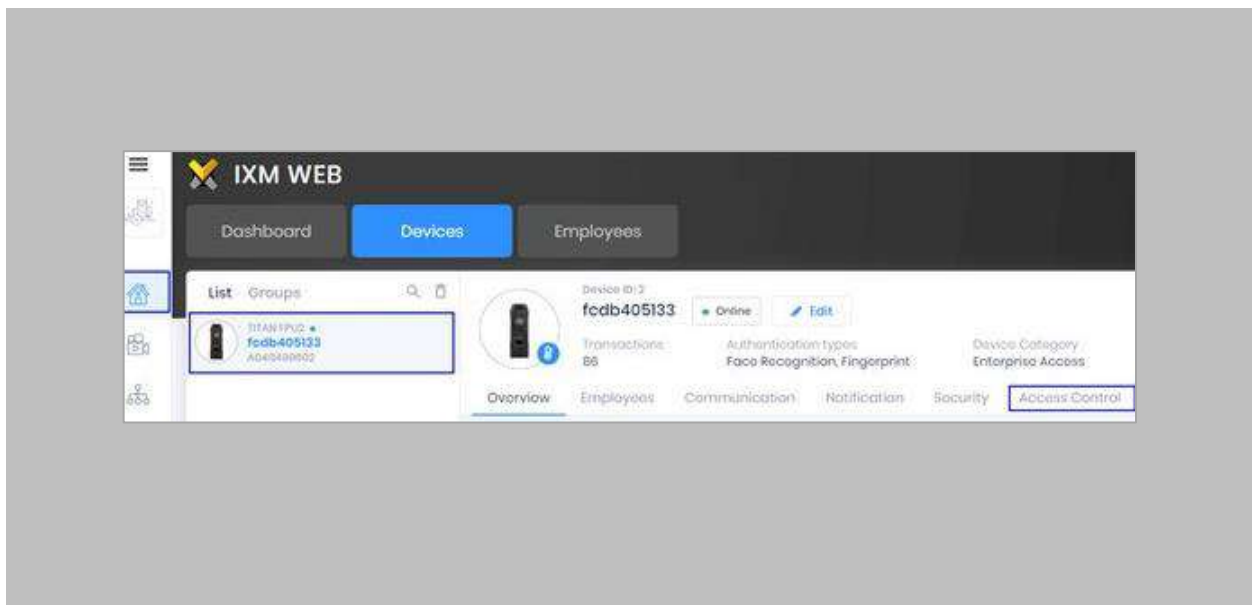 IXM WEB
Dashboard Devices Employees
List Groups
TITAN FPU2
fcdb405133
Device ID: 2
fcdb405133 Online Edit
Transactions Authentication types Device Category
86 Face Recognition, Fingerprint Enterprise Access
Overview Employees Communication Notification Security Access Control